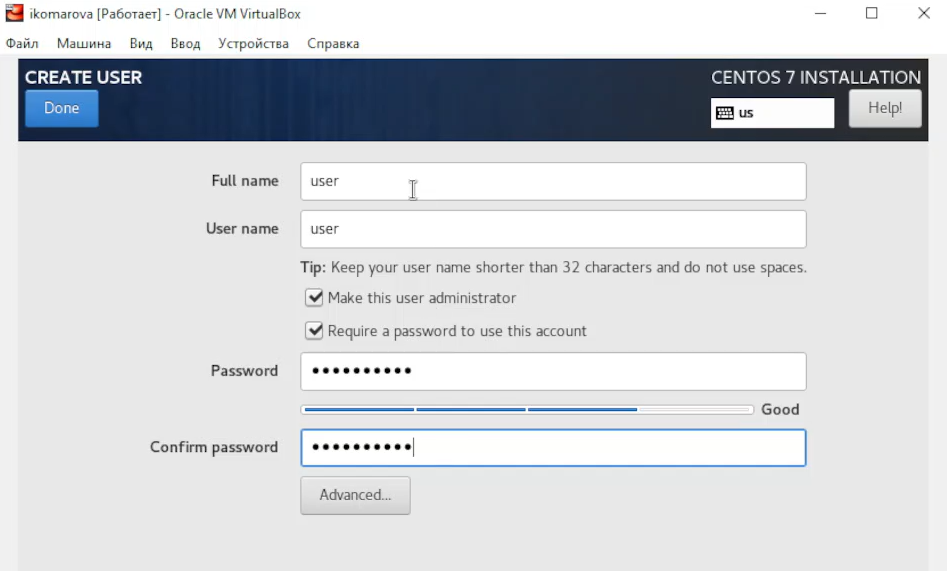 ikomarova [Работает] - Oracle VM VirtualBox
Файл Машина Вид Ввод Устройства Справка
CREATE USER
CENTOS 7 INSTALLATION
Done
us
Help!
Full name
user
User name
user
Tip: Keep your user name shorter than 32 characters and do not use spaces.
Make this user administrator
Require a password to use this account
Password
••••••••••
Good
Confirm password
••••••••••
Advanced...